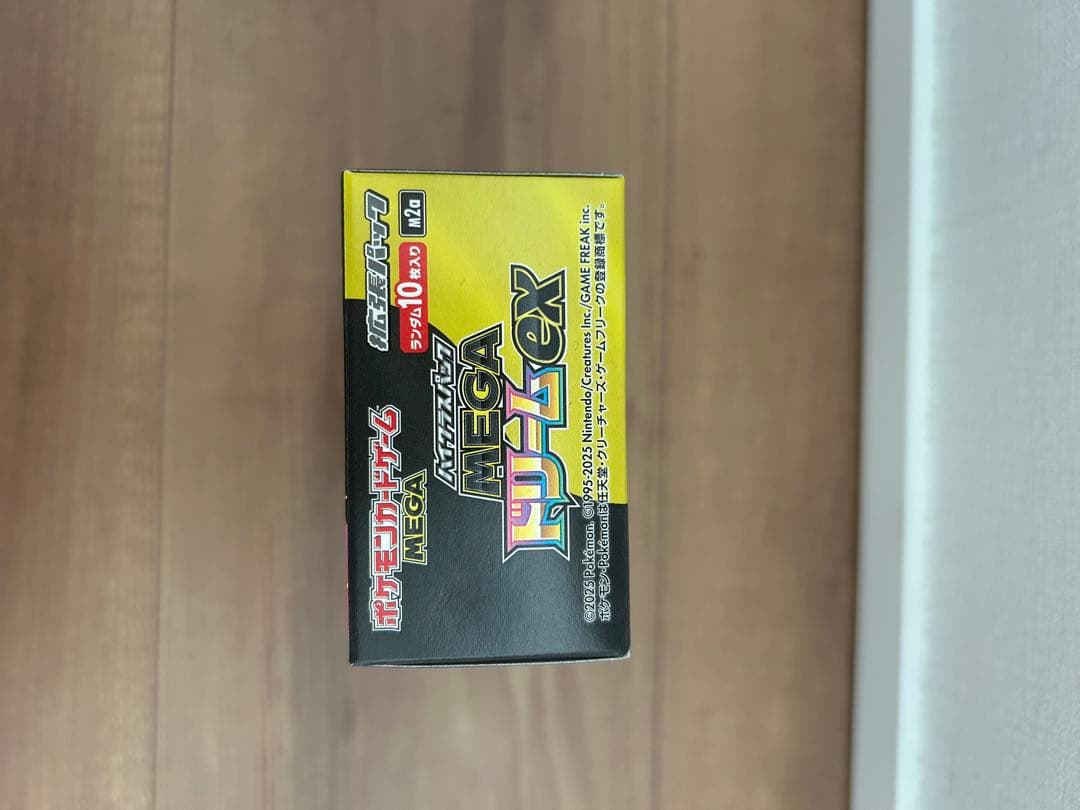 ポケモンカードゲーム
MEGA
拡張パック
ランダム10枚入り
M2a
ハイクラスパック
MEGA
ドリームex
©2025 Pokémon. ©1995-2025 Nintendo/Creatures Inc./GAME FREAK inc.
ポケモン・Pokémonは任天堂・クリーチャーズ・ゲームフリークの登録商標です。